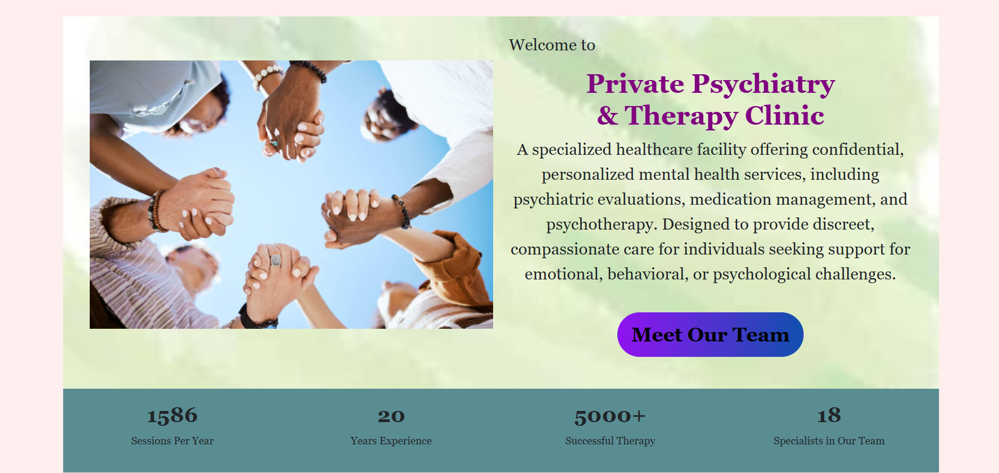 Welcome to
Private Psychiatry
& Therapy Clinic
A specialized healthcare facility offering confidential,
personalized mental health services, including
psychiatric evaluations, medication management, and
psychotherapy. Designed to provide discreet,
compassionate care for individuals seeking support for
emotional, behavioral, or psychological challenges.
Meet Our Team
1586
Sessions Per Year
20
Years Experience
5000+
Successful Therapy
18
Specialists in Our Team